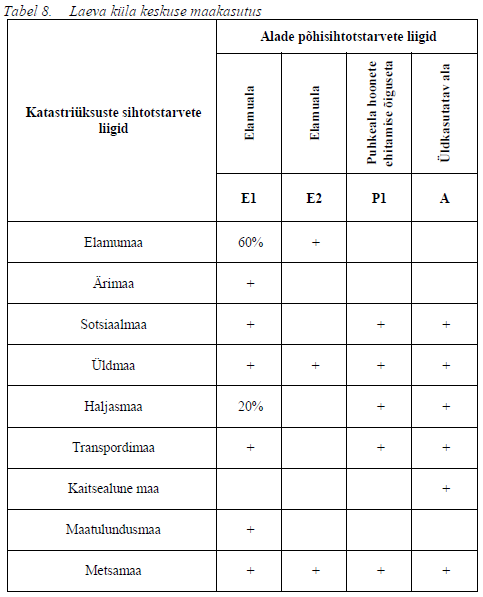 Tabel 8. Laeva küla keskuse maakasutus
Katastriüksuste sihtotstarvete
liigid
Alade põhisihtotstarvete liigid
Elamuala
Elamuala
Puhkeala hoonete
ehitamise õiguseta
Üldkasutatav ala
E1 E2 P1 A
Elamumaa 60% +
Ärimaa +
Sotsiaalmaa + + +
Üldmaa + + + +
Haljasmaa 20% + +
Transpordimaa + + +
Kaitsealune maa +
Maatulundusmaa +
Metsamaa + + + +